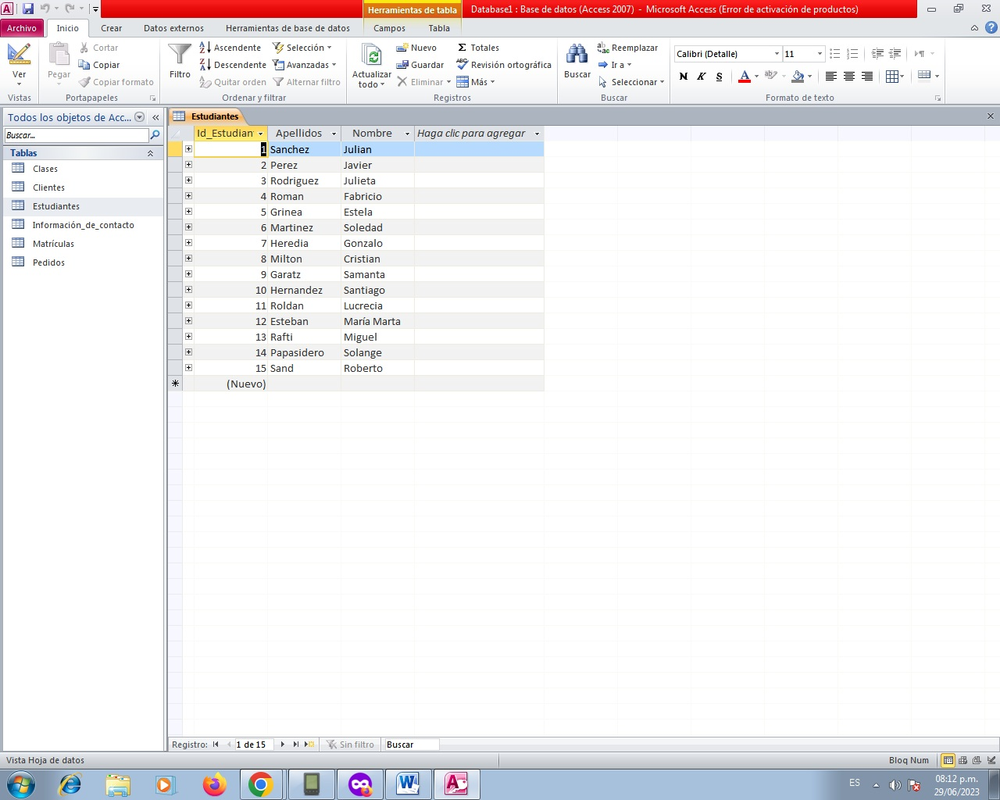 Herramientas de tabla
Database1 : Base de datos (Access 2007) - Microsoft Access (Error de activación de productos)
Archivo Inicio Crear Datos externos Herramientas de base de datos Campos Tabla
Ver
Vistas
Pegar
Cortar
Copiar
Copiar formato
Portapapeles
Filtro
Ascendente
Descendente
Quitar orden
Selección
Avanzadas
Alternar filtro
Ordenar y filtrar
Actualizar
todo
Nuevo
Guardar
Eliminar
Totales
Revisión ortográfica
Más
Registros
Buscar
Reemplazar
Ir a
Seleccionar
Buscar
Calibri (Detalle) 11
N K S
Formato de texto
Todos los objetos de Acc...
Buscar...
Tablas
Clases
Clientes
Estudiantes
Información_de_contacto
Matrículas
Pedidos
Estudiantes
Id_Estudian Apellidos Nombre Haga clic para agregar
1 Sanchez Julian
2 Perez Javier
3 Rodriguez Julieta
4 Roman Fabricio
5 Grinea Estela
6 Martinez Soledad
7 Heredia Gonzalo
8 Milton Cristian
9 Garatz Samanta
10 Hernandez Santiago
11 Roldan Lucrecia
12 Esteban María Marta
13 Rafti Miguel
14 Papasidero Solange
15 Sand Roberto
(Nuevo)
Registro: 1 de 15 Sin filtro Buscar
Vista Hoja de datos
Bloq Num
ES
08:12 p.m.
29/06/2023